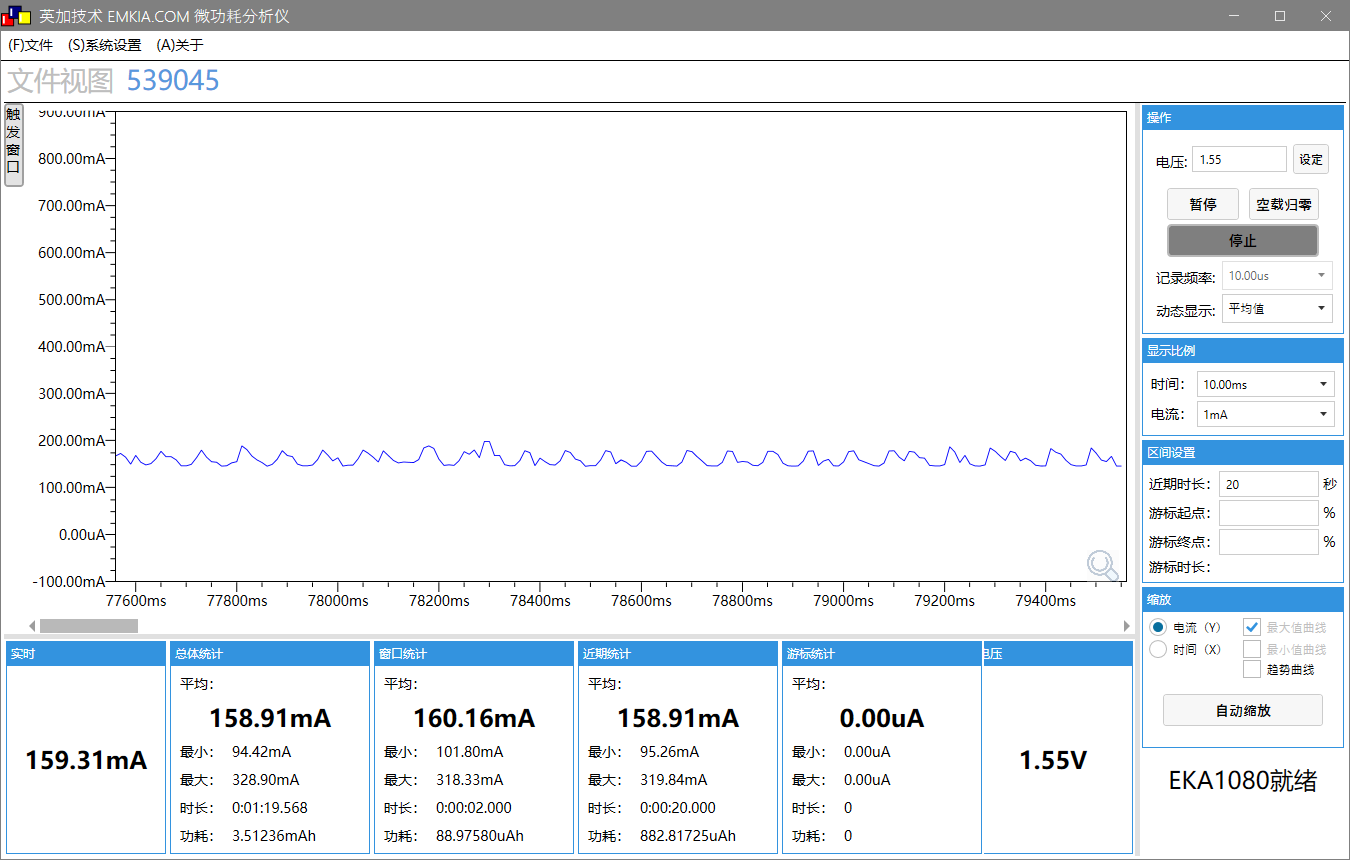 英加技术 EMKIA.COM 微功耗分析仪
(F)文件 (S)系统设置 (A)关于
文件视图 539045
触发窗口
900.00mA
800.00mA
700.00mA
600.00mA
500.00mA
400.00mA
300.00mA
200.00mA
100.00mA
0.00uA
-100.00mA
77600ms 77800ms 78000ms 78200ms 78400ms 78600ms 78800ms 79000ms 79200ms 79400ms
操作
电压: 1.55 设定
暂停 空载归零
停止
记录频率: 10.00us
动态显示: 平均值
显示比例
时间: 10.00ms
电流: 1mA
区间设置
近期时长: 20 秒
游标起点: %
游标终点: %
游标时长:
缩放
电流（Y） 最大值曲线
时间（X） 最小值曲线
趋势曲线
自动缩放
EKA1080就绪
实时
159.31mA
总体统计
平均:
158.91mA
最小: 94.42mA
最大: 328.90mA
时长: 0:01:19.568
功耗: 3.51236mAh
窗口统计
平均:
160.16mA
最小: 101.80mA
最大: 318.33mA
时长: 0:00:02.000
功耗: 88.97580uAh
近期统计
平均:
158.91mA
最小: 95.26mA
最大: 319.84mA
时长: 0:00:20.000
功耗: 882.81725uAh
游标统计
平均:
0.00uA
最小: 0.00uA
最大: 0.00uA
时长: 0
功耗: 0
电压
1.55V